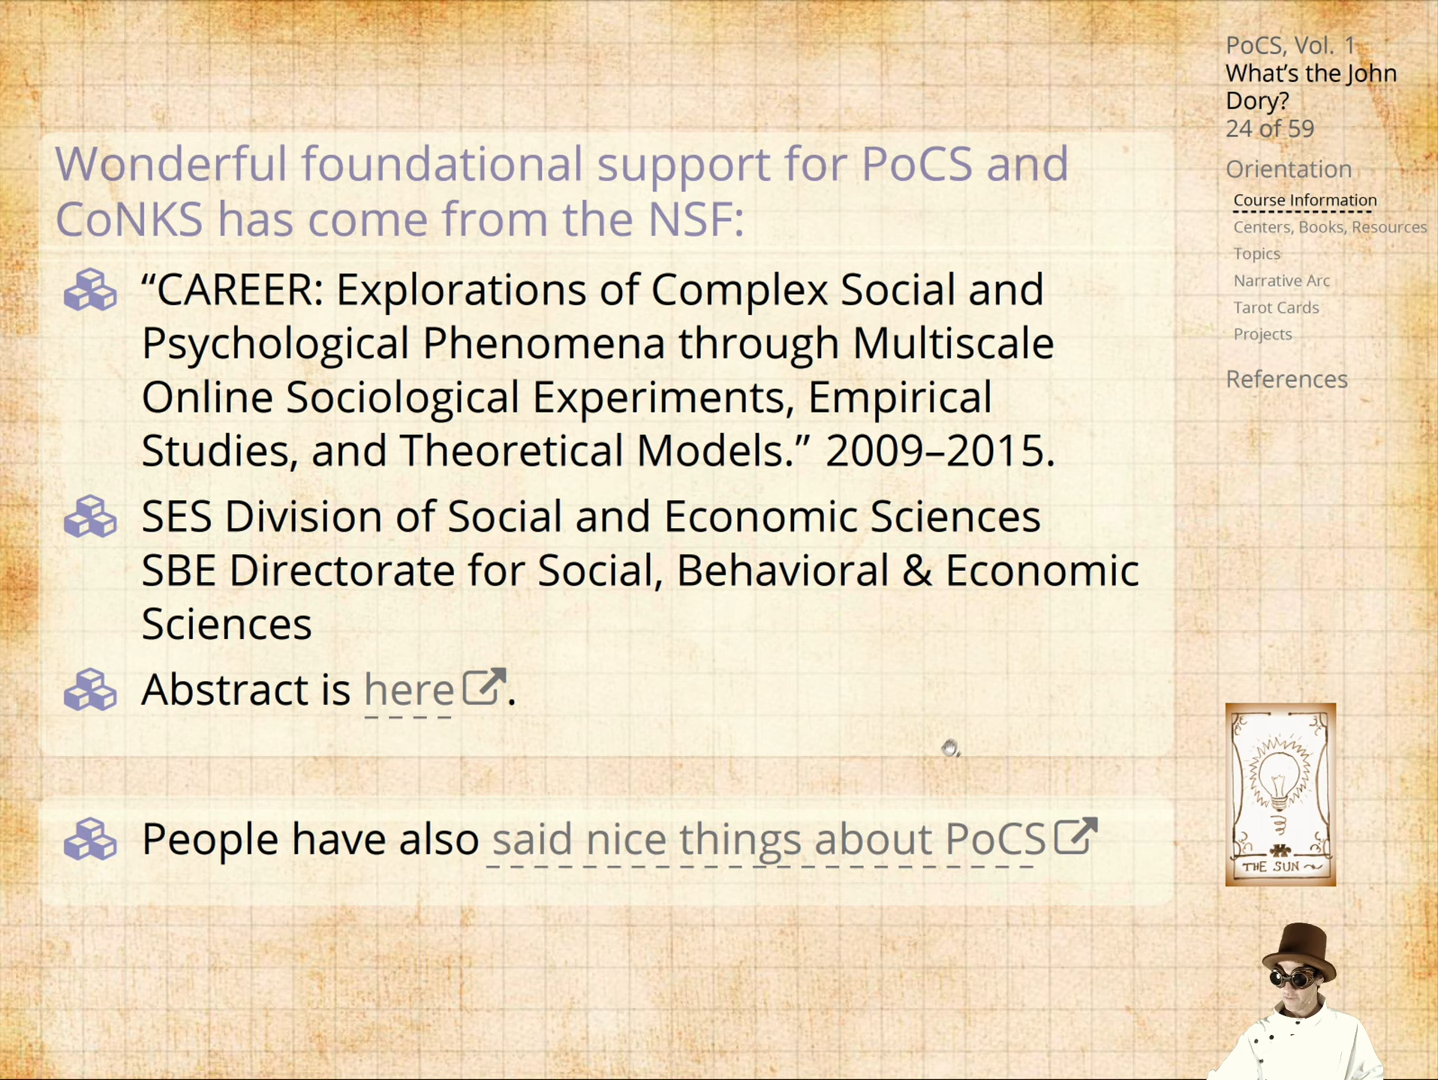 PoCS, Vol. 1
What’s the John
Dory?
24 of 59
Orientation
Course Information
Centers, Books, Resources
Topics
Narrative Arc
Tarot Cards
Projects
References
Wonderful foundational support for PoCS and
CoNKS has come from the NSF:
“CAREER: Explorations of Complex Social and
Psychological Phenomena through Multiscale
Online Sociological Experiments, Empirical
Studies, and Theoretical Models.” 2009–2015.
SES Division of Social and Economic Sciences
SBE Directorate for Social, Behavioral & Economic
Sciences
Abstract is here.
People have also said nice things about PoCS
THE SUN